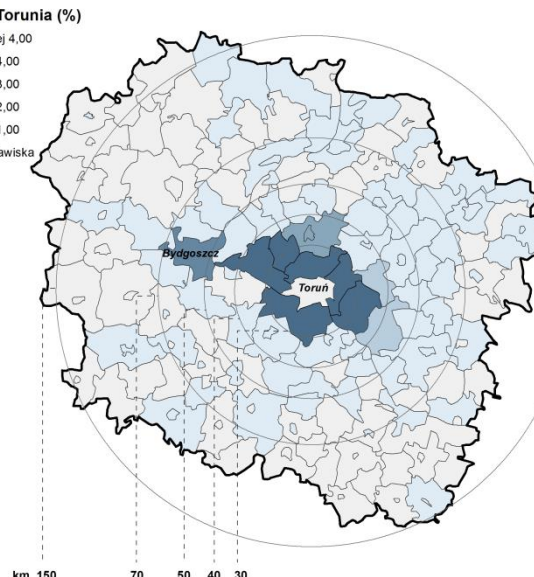 Torunia (%)
ej 4,00
4,00
3,00
2,00
1,00
awiska
Bydgoszcz
Toruń
km 150 70 50 40 30